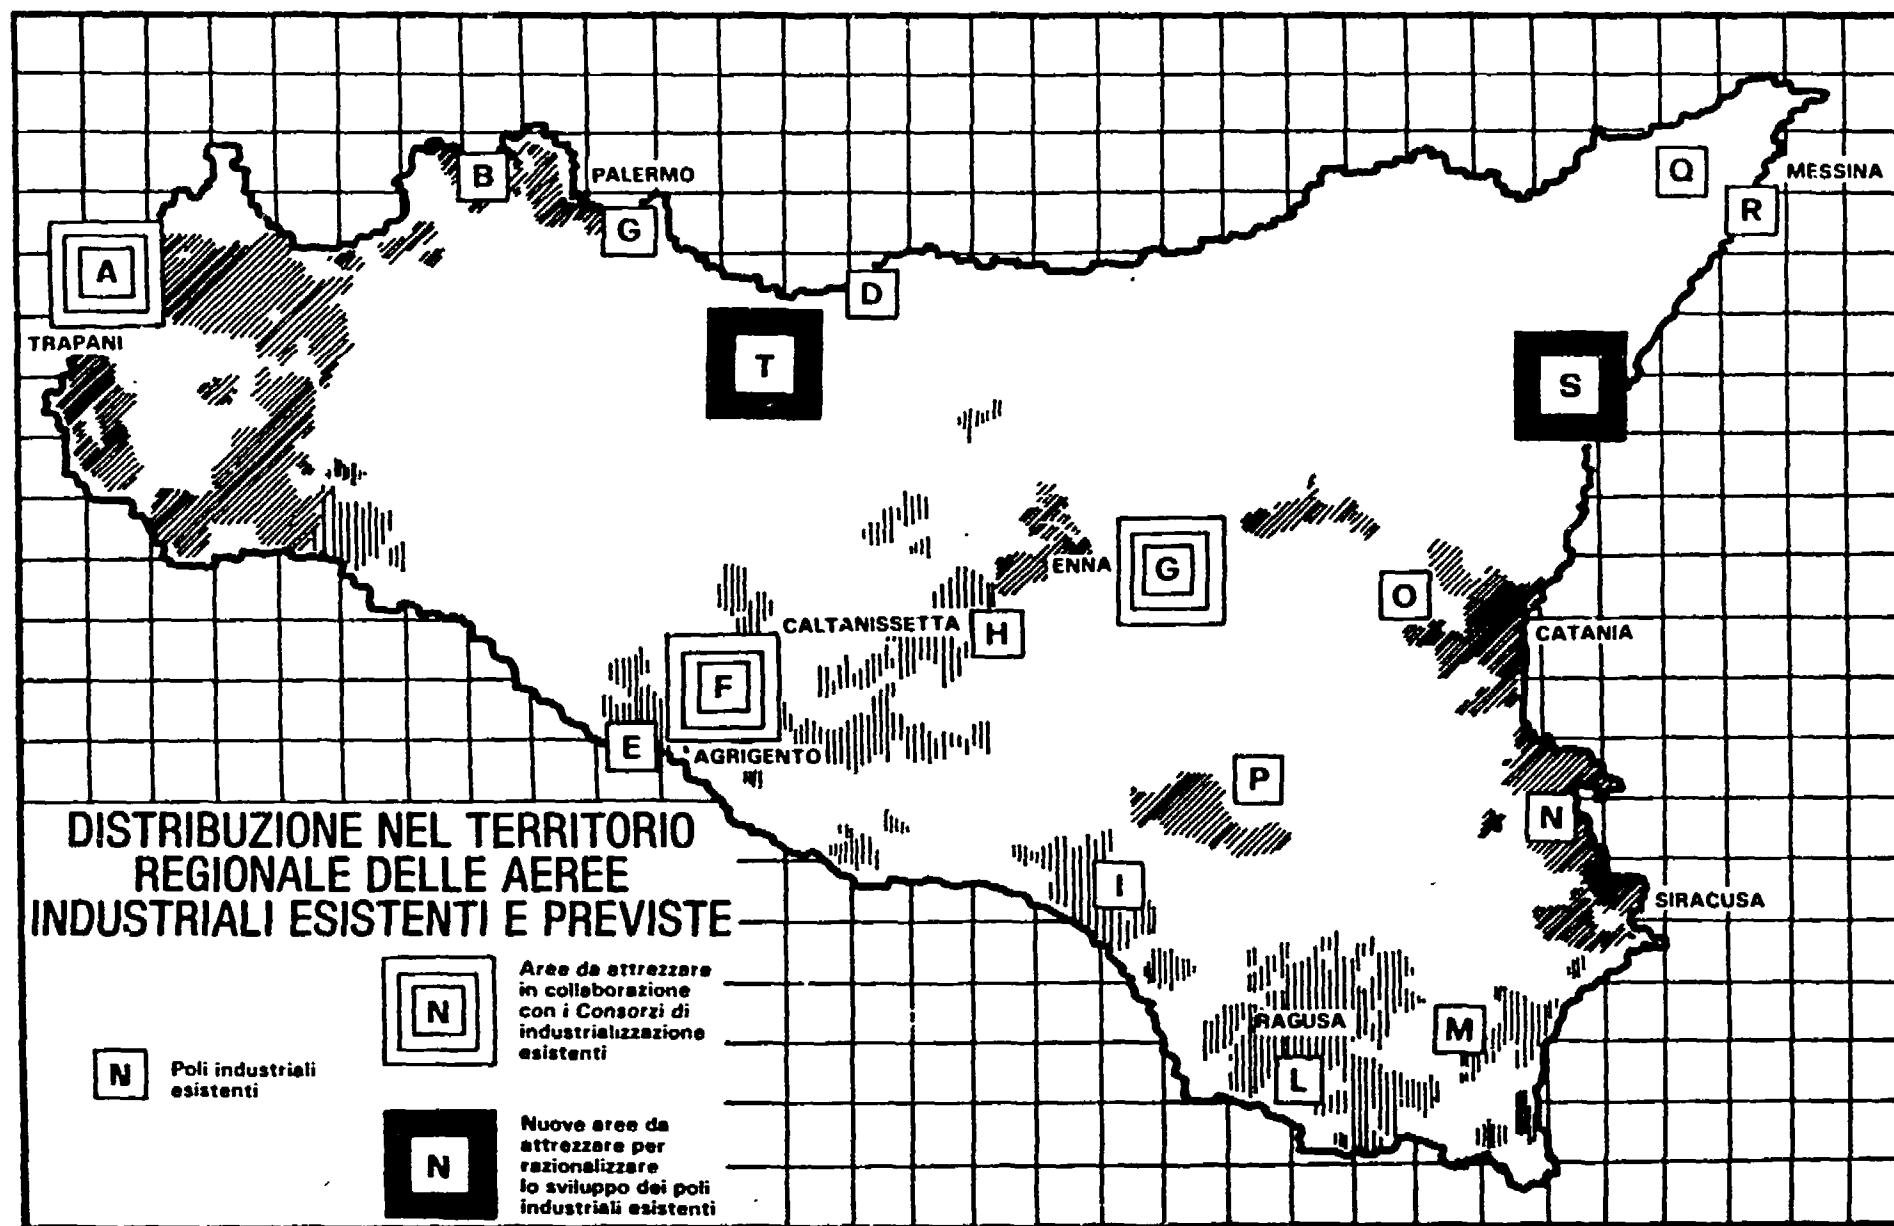 B
PALERMO
Q
MESSINA
G
R
A
D
TRAPANI
T
S
ENNA
G
O
CALTANISSETTA
H
CATANIA
F
E
AGRIGENTO
P
N
I
SIRACUSA
RAGUSA
M
L
DISTRIBUZIONE NEL TERRITORIO
REGIONALE DELLE AEREE
INDUSTRIALI ESISTENTI E PREVISTE
N
Poli industriali
esistenti
N
Aree da attrezzare
in collaborazione
con i Consorzi di
industrializzazione
esistenti
N
Nuove aree da
attrezzare per
razionalizzare
lo sviluppo dei poli
industriali esistenti